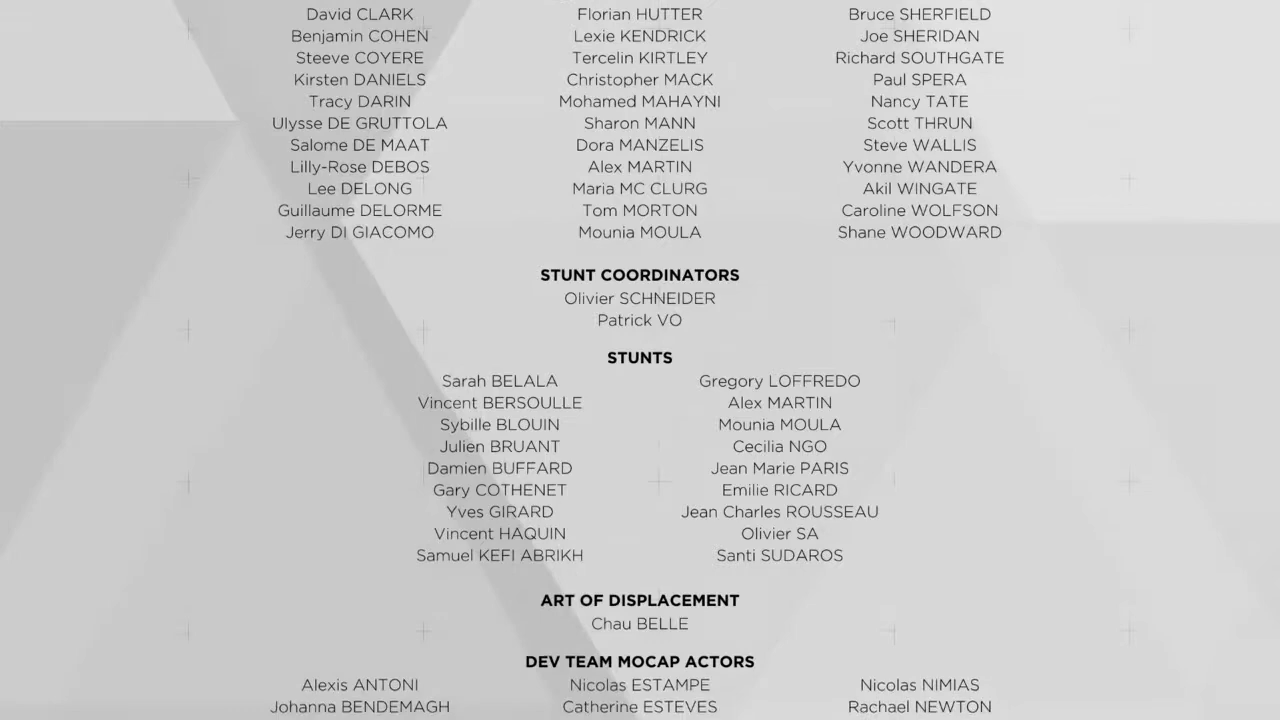 David CLARK Florian HUTTER Bruce SHERFIELD
Benjamin COHEN Lexie KENDRICK Joe SHERIDAN
Steeve COYERE Tercelin KIRTLEY Richard SOUTHGATE
Kirsten DANIELS Christopher MACK Paul SPERA
Tracy DARIN Mohamed MAHAYNI Nancy TATE
Ulysse DE GRUTTOLA Sharon MANN Scott THRUN
Salome DE MAAT Dora MANZELIS Steve WALLIS
Lilly-Rose DEBOS Alex MARTIN Yvonne WANDERA
Lee DELONG Maria MC CLURG Akil WINGATE
Guillaume DELORME Tom MORTON Caroline WOLFSON
Jerry DI GIACOMO Mounia MOULA Shane WOODWARD
STUNT COORDINATORS
Olivier SCHNEIDER
Patrick VO
STUNTS
Sarah BELALA Gregory LOFFREDO
Vincent BERSOULLE Alex MARTIN
Sybille BLOUIN Mounia MOULA
Julien BRUANT Cecilia NGO
Damien BUFFARD Jean Marie PARIS
Gary COTHENET Emilie RICARD
Yves GIRARD Jean Charles ROUSSEAU
Vincent HAQUIN Olivier SA
Samuel KEFI ABRIKH Santi SUDAROS
ART OF DISPLACEMENT
Chau BELLE
DEV TEAM MOCAP ACTORS
Alexis ANTONI Nicolas ESTAMPE Nicolas NIMIAS
Johanna BENDEMAGH Catherine ESTEVES Rachael NEWTON